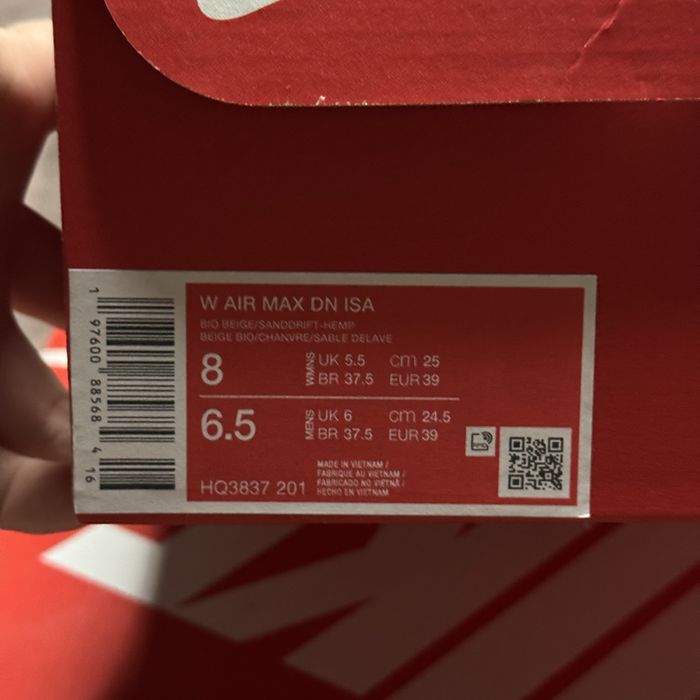 W AIR MAX DN ISA
BIO BEIGE/SANDDRIFT-HEMP
BEIGE BIO/CHANVRE/SABLE DELAVE
8 WMNS UK 5.5 cm 25
BR 37.5 EUR 39
6.5 MENS UK 6 cm 24.5
BR 37.5 EUR 39
MADE IN VIETNAM /
FABRIQUE AU VIETNAM /
FABRICADO NO VIETNÃ /
HECHO EN VIETNAM
HQ3837 201
1 97600 88568 4 16